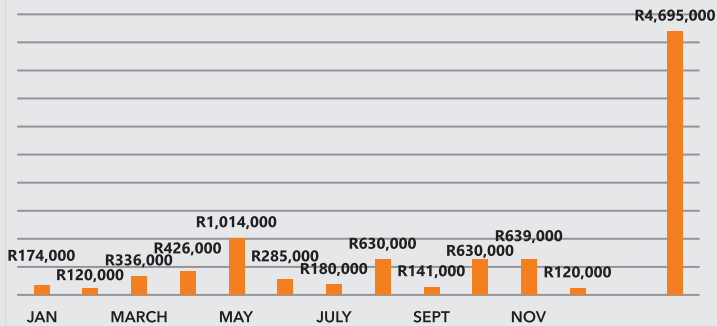 R4,695,000
R1,014,000
R639,000
R630,000
R426,000
R630,000
R174,000
R336,000
R285,000
R180,000
R141,000
R120,000
R120,000
JAN MARCH MAY JULY SEPT NOV